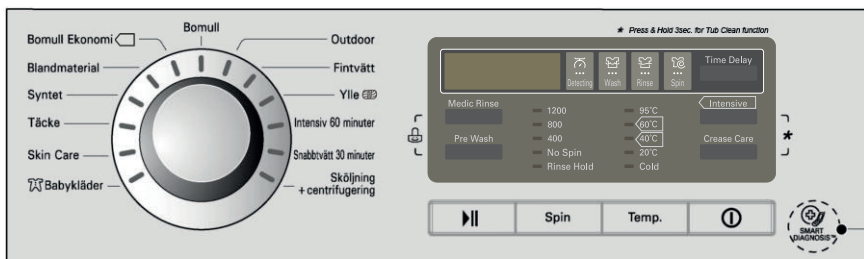 Bomull
Bomull Ekonomi
Blandmaterial
Syntet
Täcke
Skin Care
Babykläder
Outdoor
Fintvätt
Ylle
Intensiv 60 minuter
Snabbtvätt 30 minuter
Sköljning
+centrifugering
* Press & Hold 3sec. for Tub Clean function
Detecting
Wash
Rinse
Spin
Time Delay
Medic Rinse
Pre Wash
1200
800
400
No Spin
Rinse Hold
95°C
60°C
40°C
20°C
Cold
Intensive
Crease Care
*
Spin
Temp.
SMART
DIAGNOSIS™